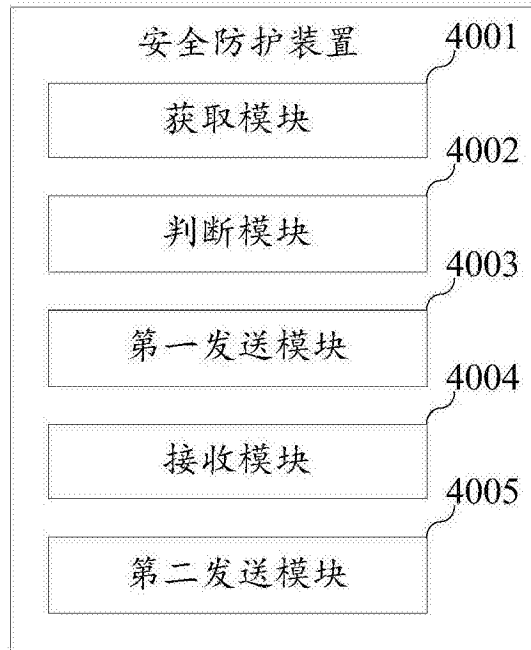 安全防护装置
4001
获取模块
4002
判断模块
4003
第一发送模块
4004
接收模块
4005
第二发送模块